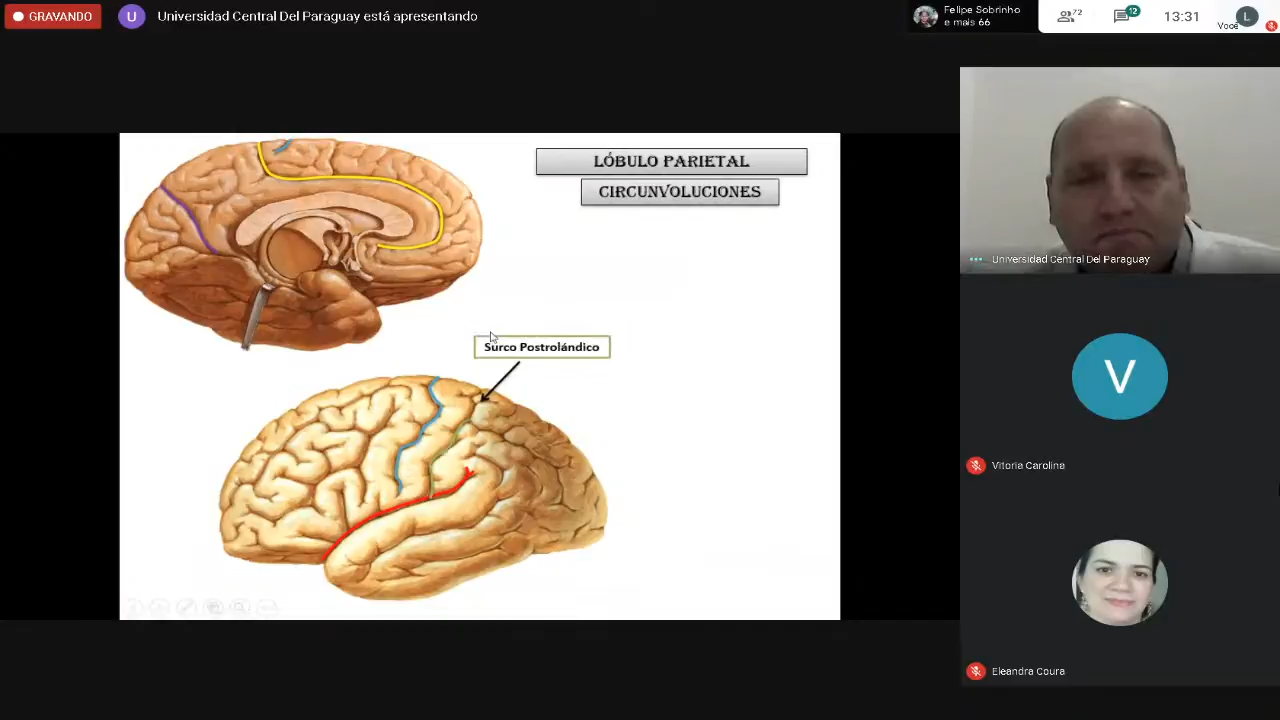 GRAVANDO
U
Universidad Central Del Paraguay está apresentando
Felipe Sobrinho
e mais 66
72
12
13:31
L
Você
LÓBULO PARIETAL
CIRCUNVOLUCIONES
Surco Postrolándico
Universidad Central Del Paraguay
V
Vitoria Carolina
Eleandra Coura